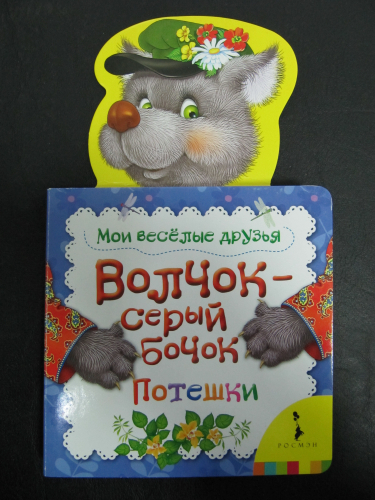 Мои весёлые друзья
Волчок-
серый
бочок
Потешки
РОСМЭН